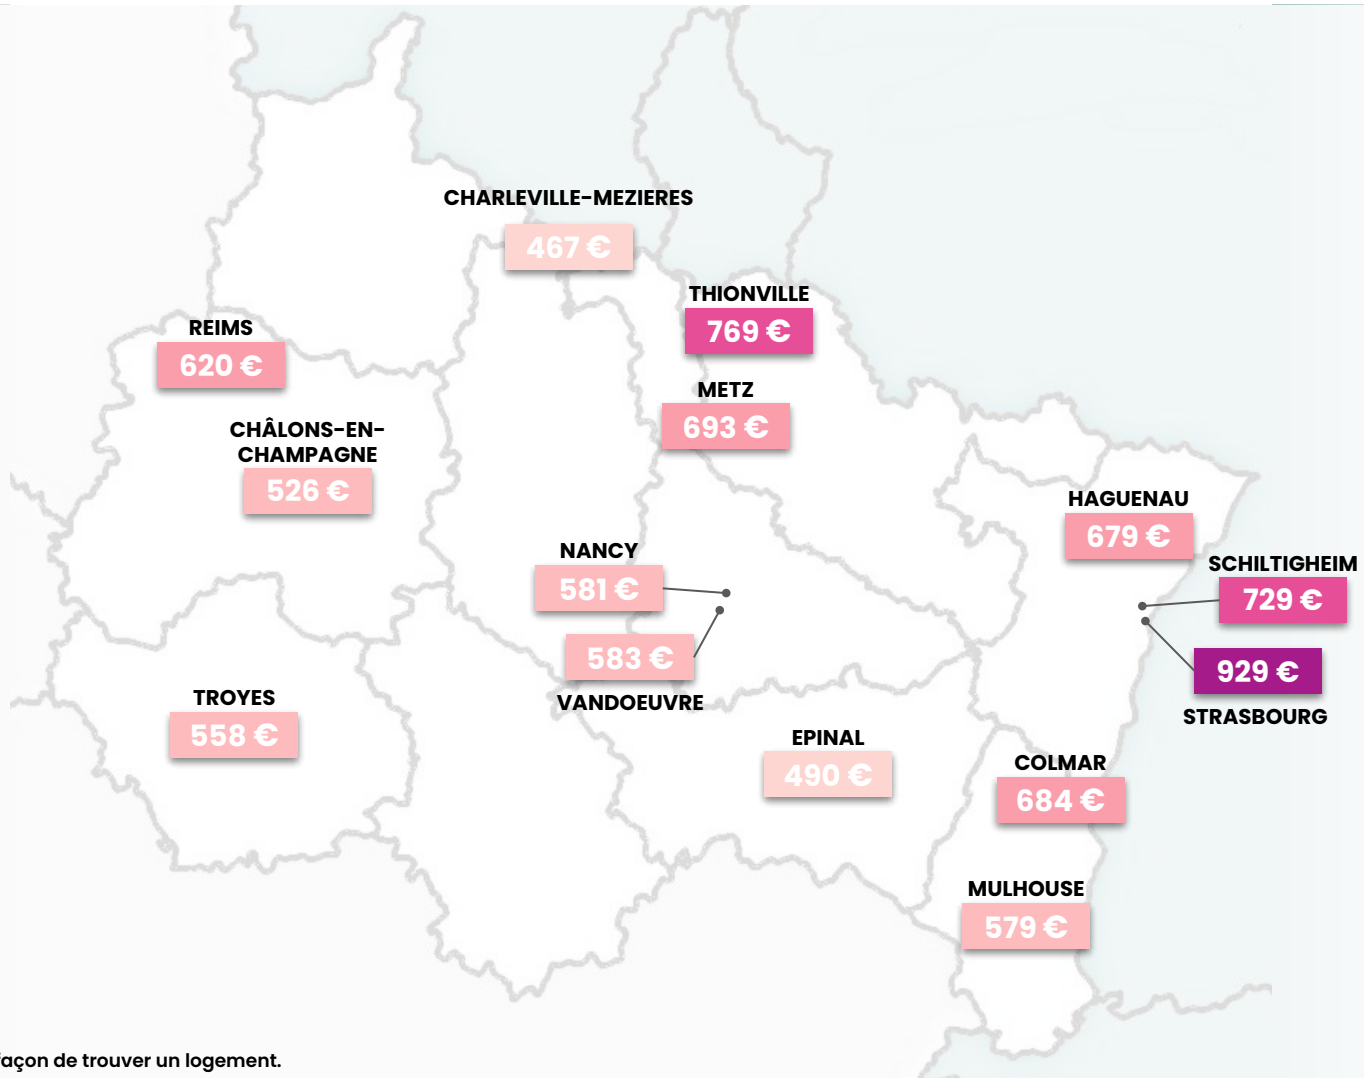 CHARLEVILLE-MEZIERES
467 €
THIONVILLE
769 €
REIMS
620 €
METZ
693 €
CHÂLONS-EN-
CHAMPAGNE
526 €
HAGUENAU
679 €
NANCY
581 €
SCHILTIGHEIM
729 €
583 €
VANDOEUVRE
929 €
STRASBOURG
TROYES
558 €
EPINAL
490 €
COLMAR
684 €
MULHOUSE
579 €
façon de trouver un logement.